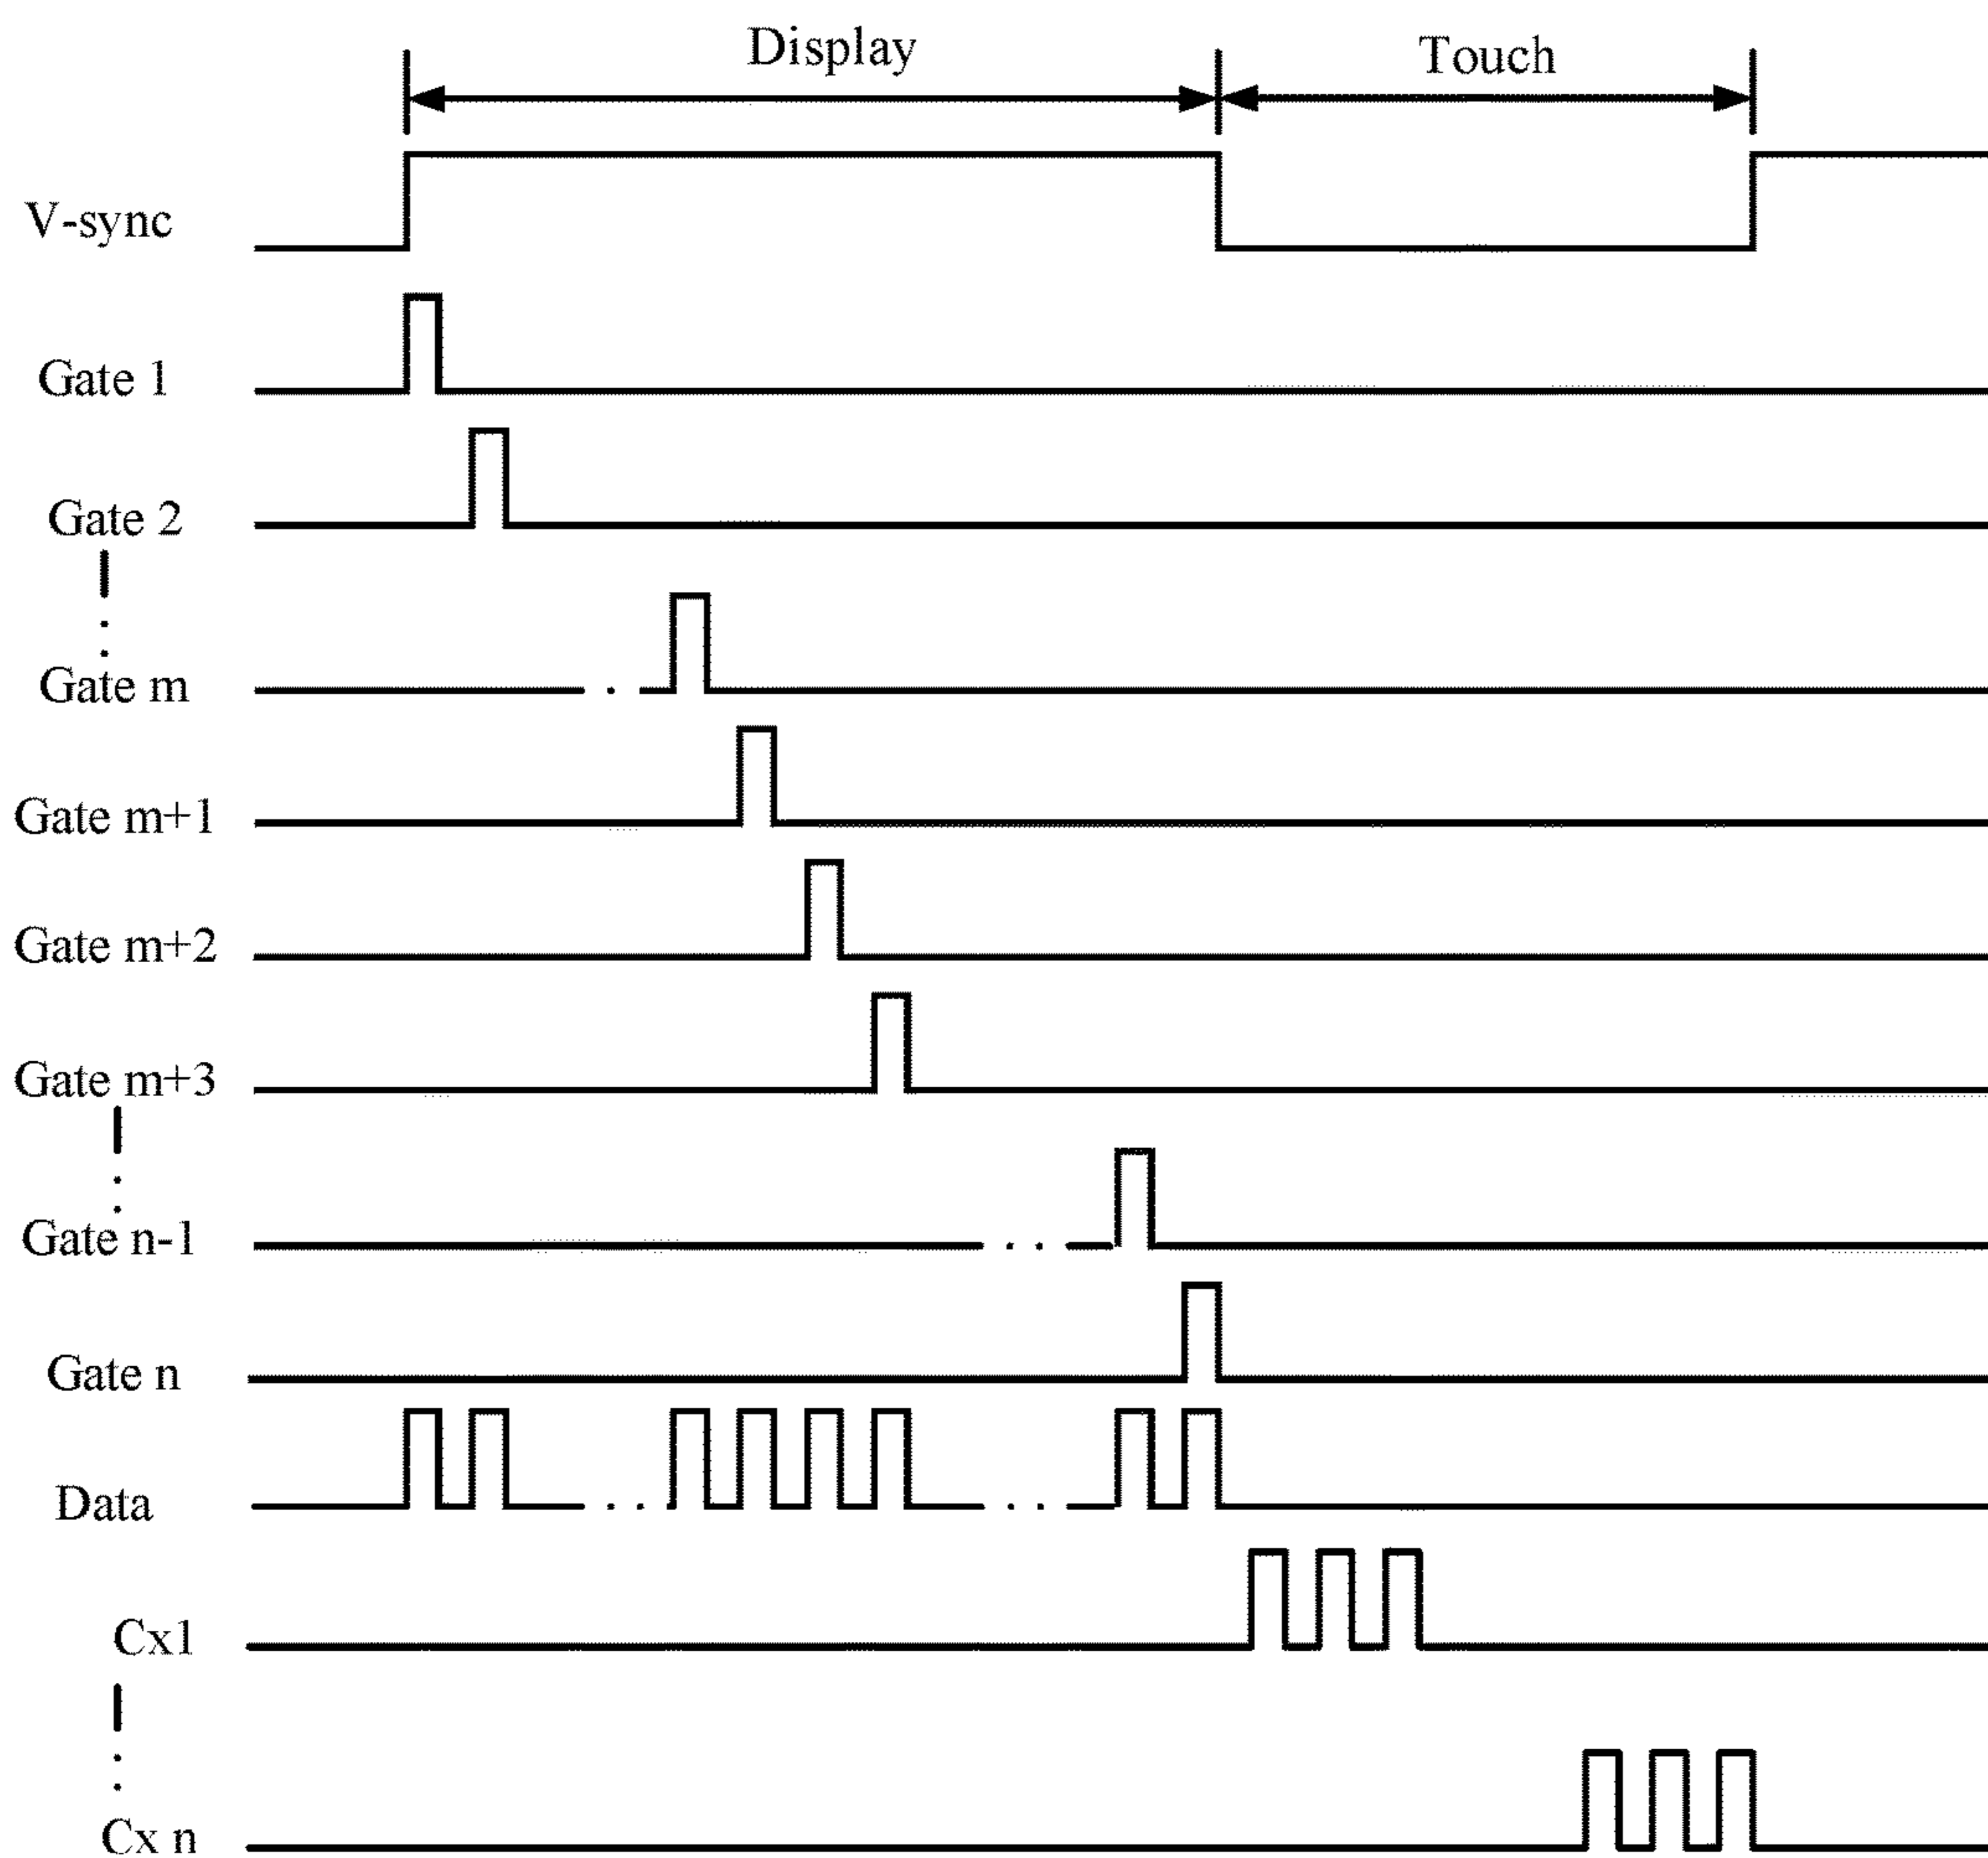 Display
Touch
V-sync
Gate 1
Gate 2
Gate m
Gate m+1
Gate m+2
Gate m+3
Gate n-1
Gate n
Data
Cx1
Cx n